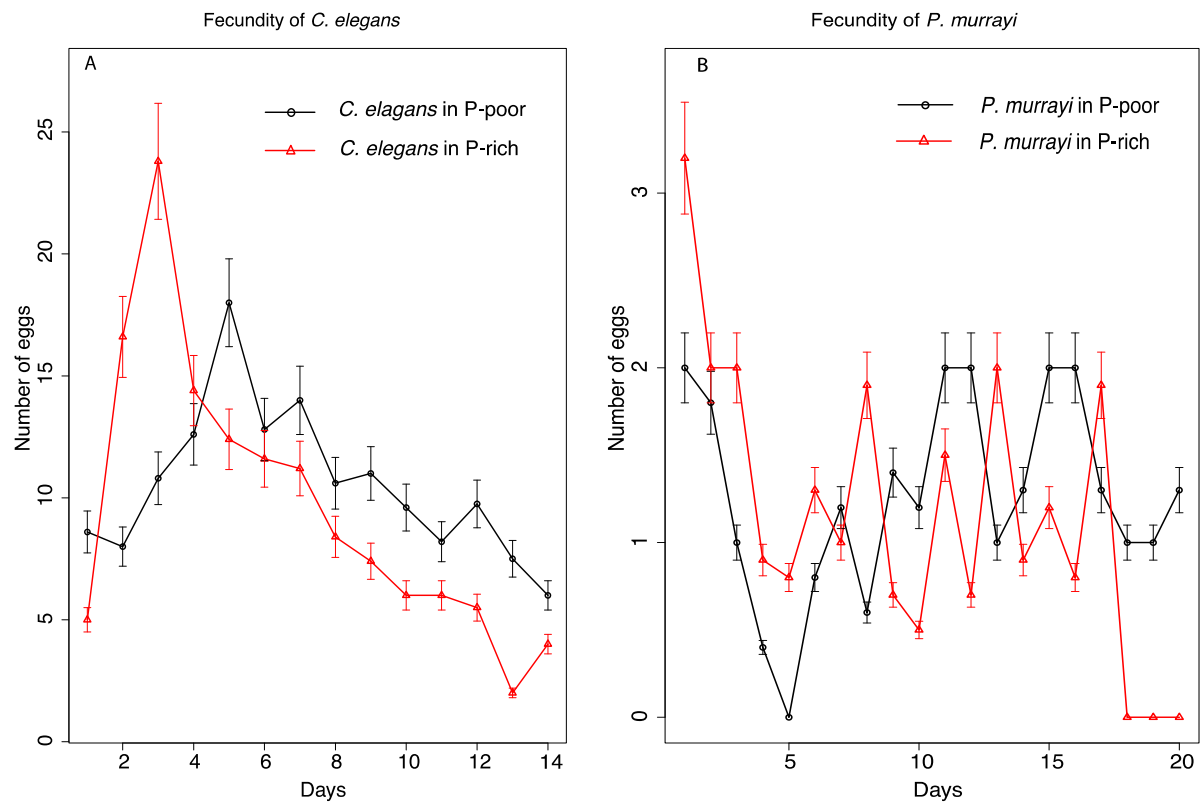 Fecundity of C. elegans
A
C. elagans in P-poor
C. elegans in P-rich
Number of eggs
0
5
10
15
20
25
2 4 6 8 10 12 14
Days
Fecundity of P. murrayi
B
P. murrayi in P-poor
P. murrayi in P-rich
Number of eggs
0
1
2
3
5 10 15 20
Days